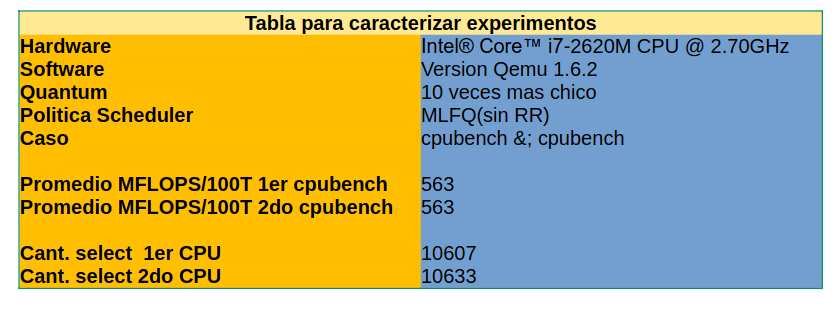 Tabla para caracterizar experimentos
Hardware Intel® Core™ i7-2620M CPU @ 2.70GHz
Software Version Qemu 1.6.2
Quantum 10 veces mas chico
Politica Scheduler MLFQ(sin RR)
Caso cpubench &; cpubench
Promedio MFLOPS/100T 1er cpubench 563
Promedio MFLOPS/100T 2do cpubench 563
Cant. select  1er CPU 10607
Cant. select 2do CPU 10633